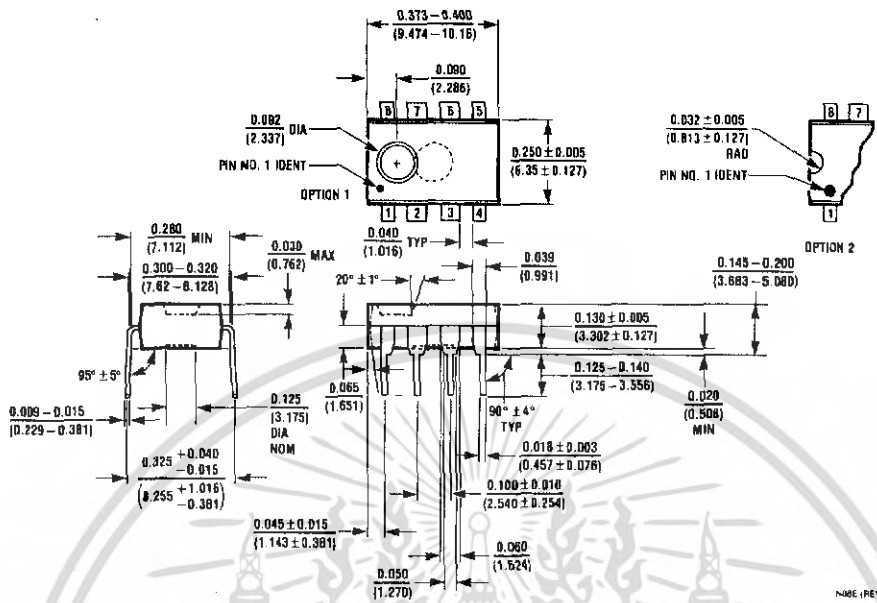 0.373–0.400
(9.474–10.16)
0.090
(2.286)
8 7 6 5
0.092
(2.337) DIA
PIN NO. 1 IDENT
OPTION 1
1 2 3 4
0.250 ± 0.005
(6.35 ± 0.127)
0.032 ± 0.005
(0.813 ± 0.127)
RAD
PIN NO. 1 IDENT
8 7
1
OPTION 2
0.280 MIN
(7.112)
0.300–0.320
(7.62–8.128)
0.030 MAX
(0.762)
0.040 TYP
(1.016)
0.039
(0.991)
20° ±1°
0.145–0.200
(3.683–5.080)
0.130 ± 0.005
(3.302 ± 0.127)
0.125–0.140
(3.175–3.556)
0.020
(0.508)
MIN
95° ±5°
0.065
(1.651)
90° ±4°
TYP
0.009–0.015
(0.229–0.381)
0.125
(3.175)
DIA
NOM
0.018 ± 0.003
(0.457 ± 0.076)
0.325 +0.040
–0.015
(8.255 +1.016)
–0.381
0.100 ± 0.010
(2.540 ± 0.254)
0.045 ± 0.015
(1.143 ± 0.381)
0.060
(1.524)
0.050
(1.270)
N08E (REV